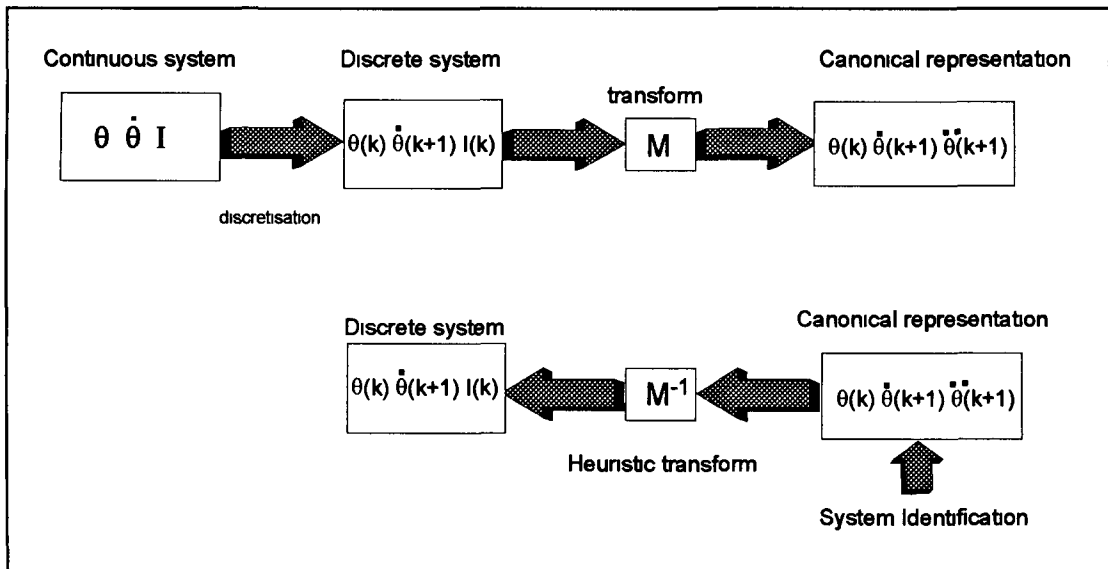 Continuous system
Discrete system
Canonical representation
transform
θ θ̇ I
θ(k) θ̇(k+1) I(k)
M
θ(k) θ̇(k+1) θ̈(k+1)
discretisation
Discrete system
Canonical representation
θ(k) θ̇(k+1) I(k)
M⁻¹
θ(k) θ̇(k+1) θ̈(k+1)
Heuristic transform
System Identification